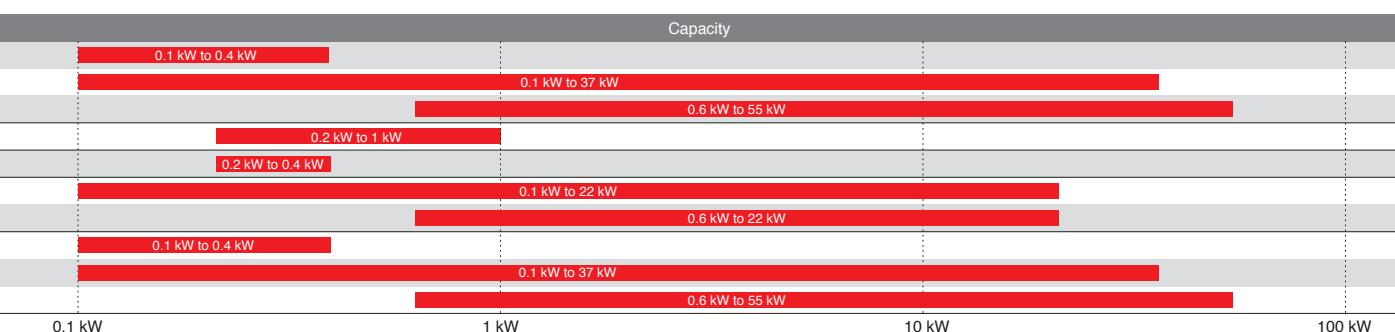 Capacity
0.1 kW to 0.4 kW
0.1 kW to 37 kW
0.6 kW to 55 kW
0.2 kW to 1 kW
0.2 kW to 0.4 kW
0.1 kW to 22 kW
0.6 kW to 22 kW
0.1 kW to 0.4 kW
0.1 kW to 37 kW
0.6 kW to 55 kW
0.1 kW 1 kW 10 kW 100 kW